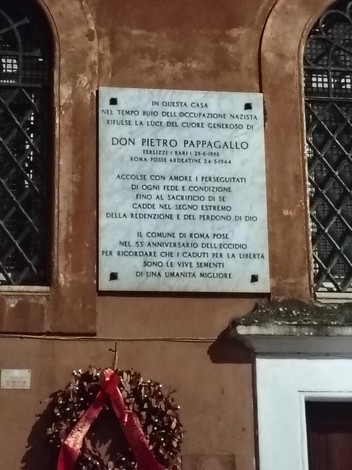 IN QUESTA CASA
NEL TEMPO BUIO DELL'OCCUPAZIONE NAZISTA
RIFULSE LA LUCE DEL CUORE GENEROSO DI
DON PIETRO PAPPAGALLO
TERLIZZI (BARI) 28-6-1888
ROMA FOSSE ARDEATINE 24-3-1944
ACCOLSE CON AMORE I PERSEGUITATI
DI OGNI FEDE E CONDIZIONE
FINO AL SACRIFICIO DI SE
CADDE NEL SEGNO ESTREMO
DELLA REDENZIONE E DEL PERDONO DI DIO
IL COMUNE DI ROMA POSE
NEL 55° ANNIVERSARIO DELL'ECCIDIO
PER RICORDARE CHE I CADUTI PER LA LIBERTÀ
SONO LE VIVE SEMENTI
DI UNA UMANITÀ MIGLIORE